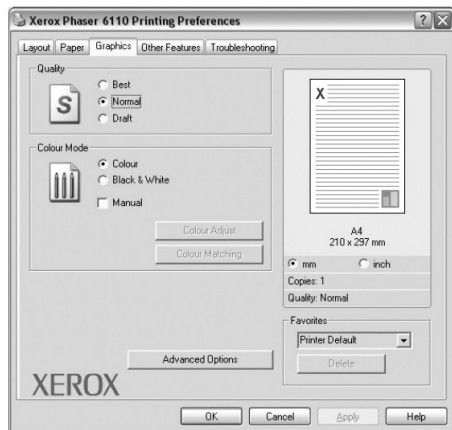 Xerox Phaser 6110 Printing Preferences
Layout Paper Graphics Other Features Troubleshooting
Quality
S
Best
Normal
Draft
Colour Mode
Colour
Black & White
Manual
Colour Adjust
Colour Matching
Advanced Options
XEROX
X
A4
210 x 297 mm
mm inch
Copies: 1
Quality: Normal
Favorites
Printer Default
Delete
OK Cancel Apply Help